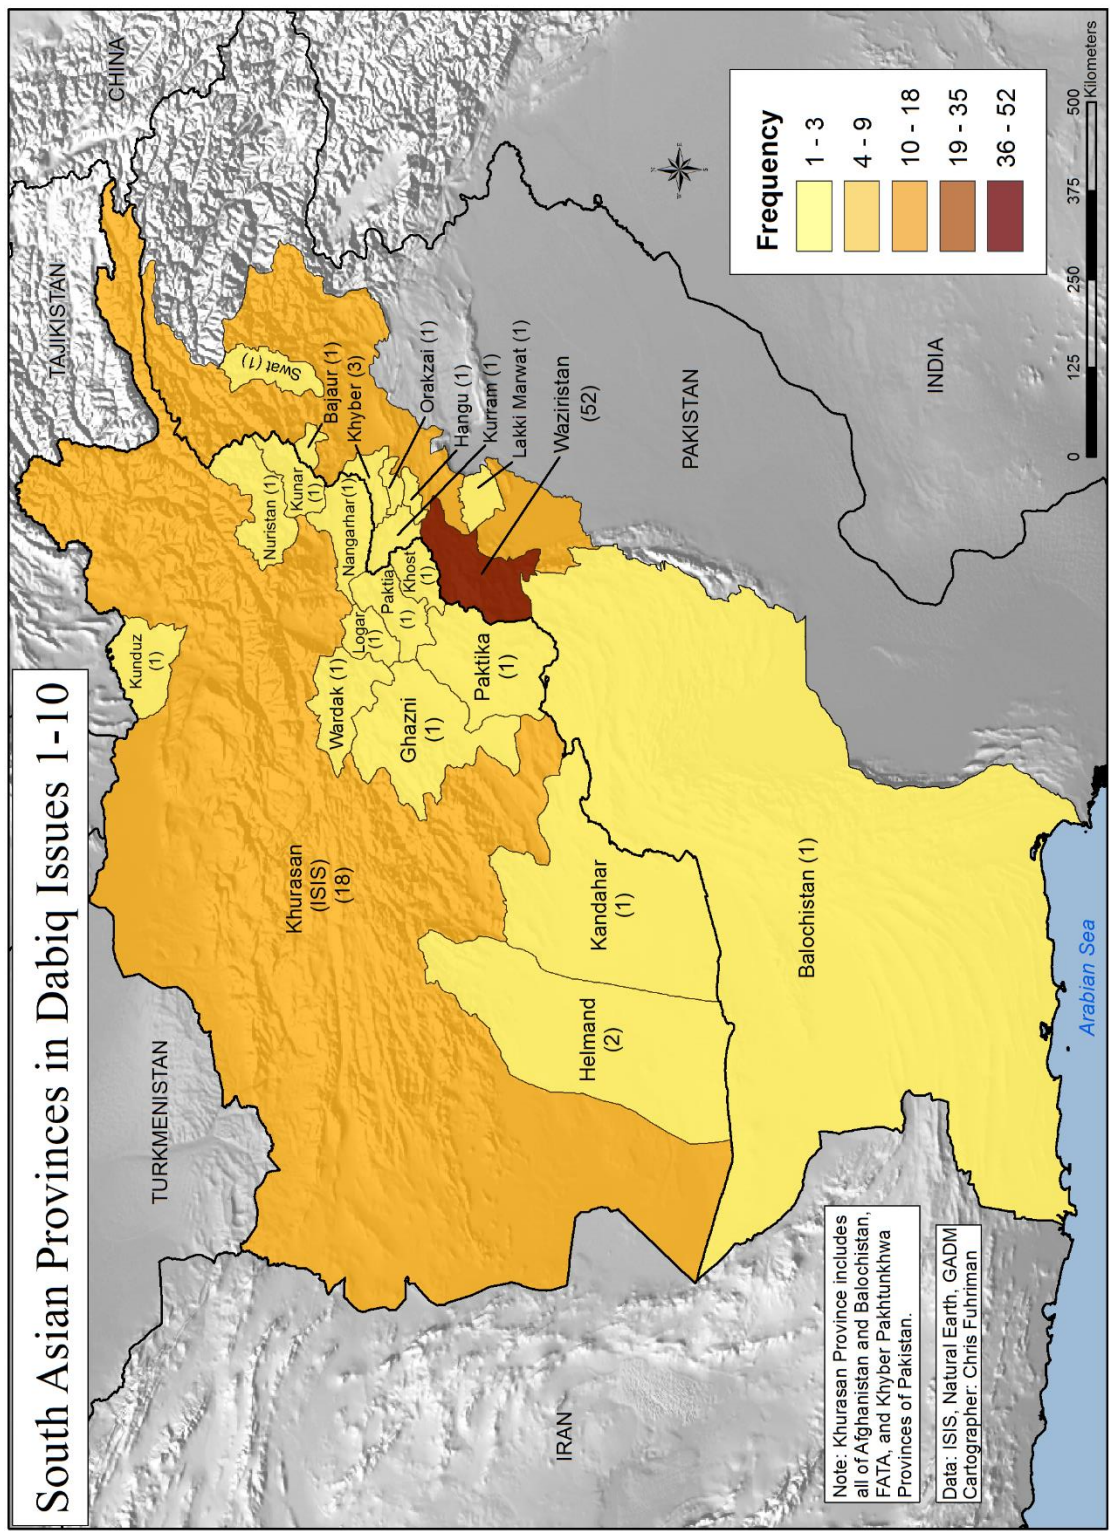 South Asian Provinces in Dabiq Issues 1-10
CHINA
TAJIKISTAN
TURKMENISTAN
Kunduz
(1)
Swat (1)
Nuristan (1)
Kunar
(1)
Bajaur (1)
Khyber (3)
Nangarhar(1)
Orakzai (1)
Hangu (1)
Kurram (1)
Lakki Marwat (1)
Waziristan
(52)
Khurasan
(ISIS)
(18)
Wardak (1)
Logar
(1)
Paktia
(1)
Khost
(1)
Ghazni
(1)
Paktika
(1)
Kandahar
(1)
Helmand
(2)
Balochistan (1)
PAKISTAN
INDIA
IRAN
Arabian Sea
Frequency
1 - 3
4 - 9
10 - 18
19 - 35
36 - 52
0 125 250 375 500
Kilometers
Note: Khurasan Province includes
all of Afghanistan and Balochistan,
FATA, and Khyber Pakhtunkhwa
Provinces of Pakistan.
Data: ISIS, Natural Earth, GADM
Cartographer: Chris Fuhriman